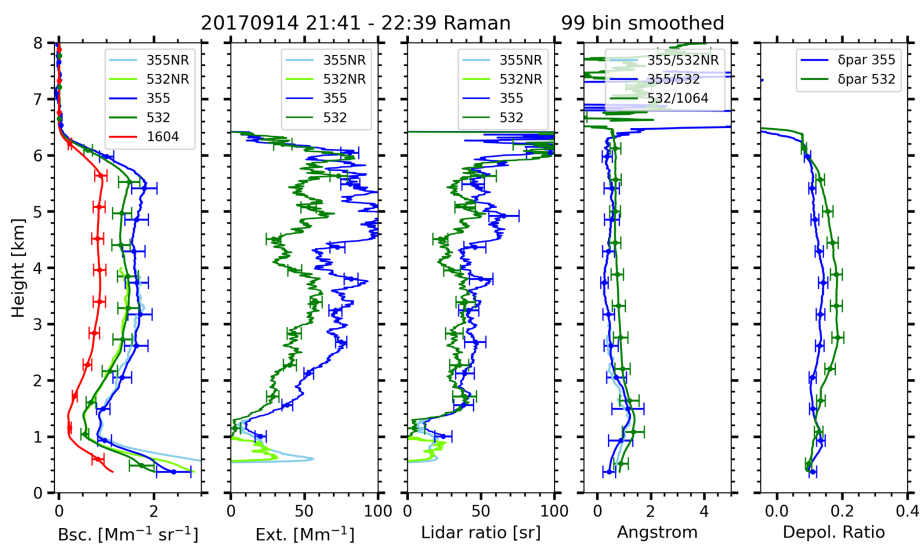 20170914 21:41 - 22:39 Raman 99 bin smoothed
8
7
6
5
4
3
2
1
0
Height [km]
355NR
532NR
355
532
1604
0 2
Bsc. [Mm⁻¹ sr⁻¹]
355NR
532NR
355
532
0 50 100
Ext. [Mm⁻¹]
355NR
532NR
355
532
0 50 100
Lidar ratio [sr]
355/532NR
355/532
532/1064
0 2 4
Angstrom
δpar 355
δpar 532
0.0 0.2 0.4
Depol. Ratio